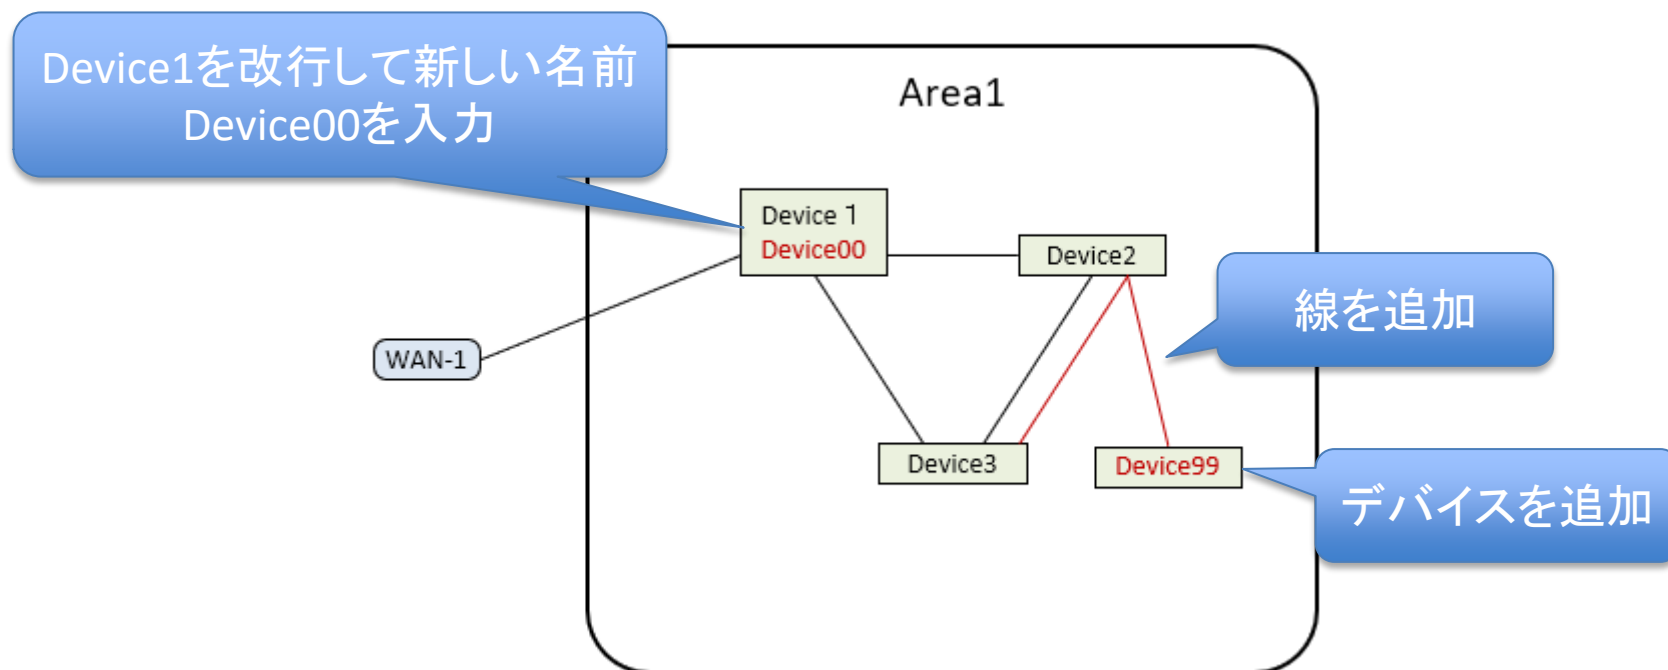 Device1を改行して新しい名前
Device00を入力
Area1
Device 1
Device00
Device2
線を追加
WAN-1
Device3
Device99
デバイスを追加